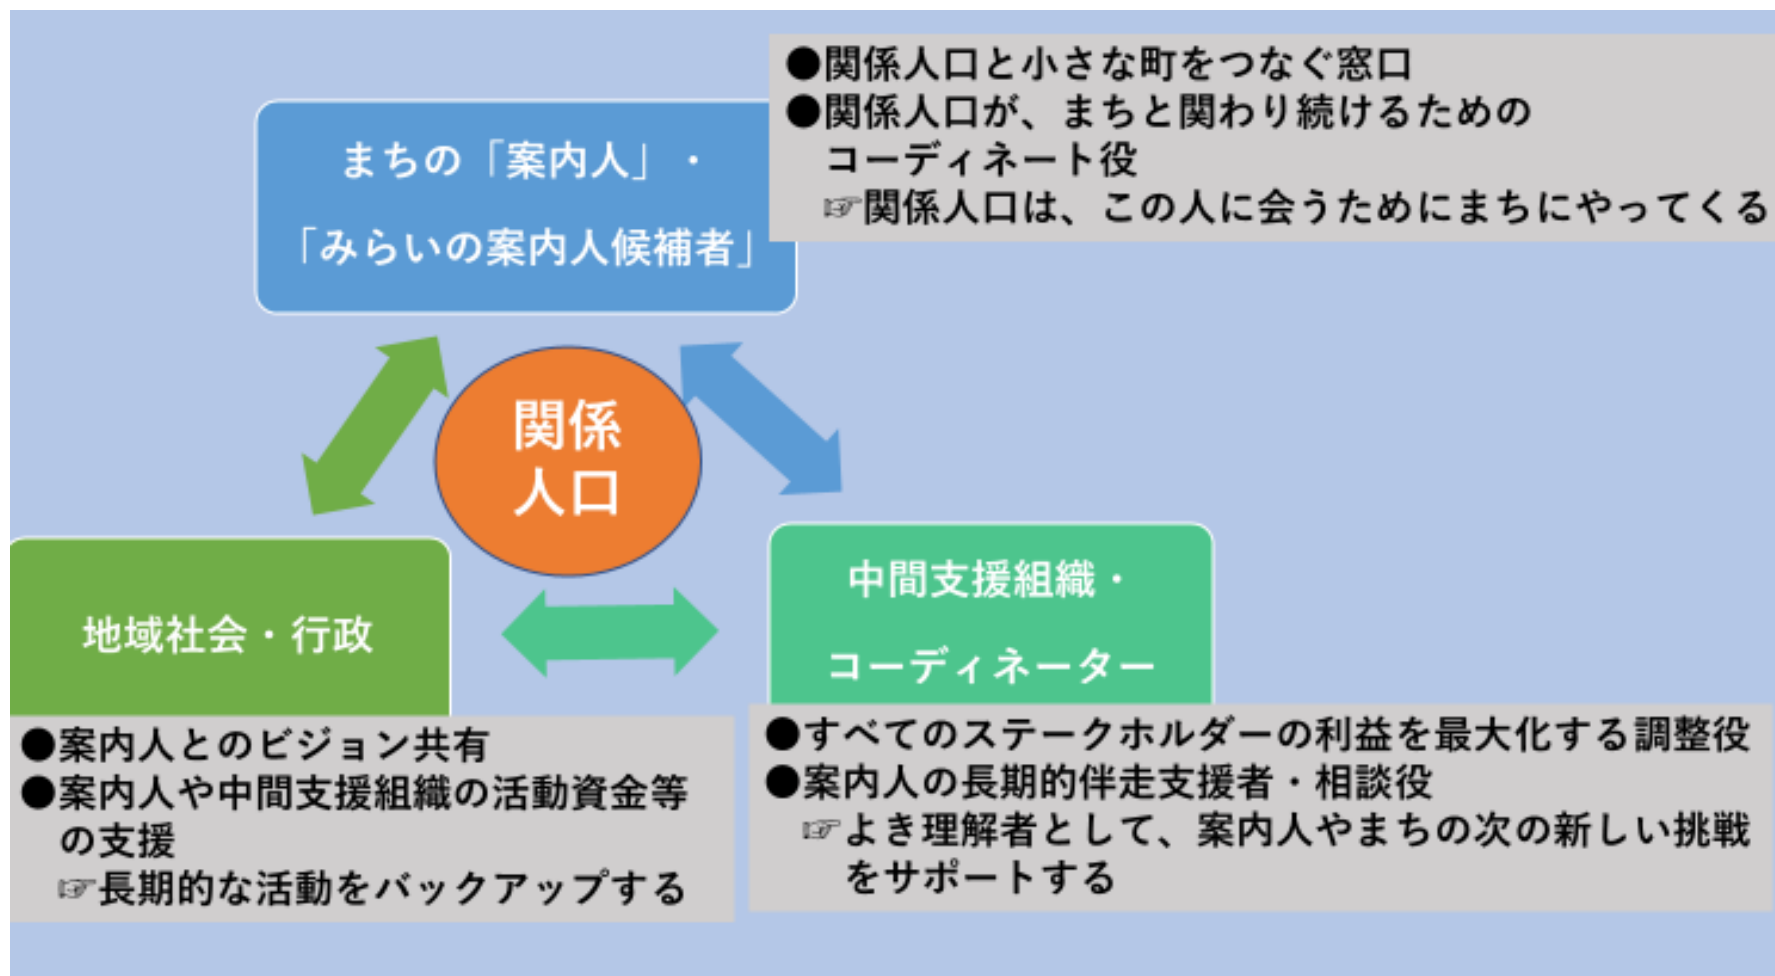 ●関係人口と小さな町をつなぐ窓口
●関係人口が、まちと関わり続けるための
コーディネート役
☞関係人口は、この人に会うためにまちにやってくる
まちの「案内人」・
「みらいの案内人候補者」
関係
人口
地域社会・行政
●案内人とのビジョン共有
●案内人や中間支援組織の活動資金等
の支援
☞長期的な活動をバックアップする
中間支援組織・
コーディネーター
●すべてのステークホルダーの利益を最大化する調整役
●案内人の長期的伴走支援者・相談役
☞よき理解者として、案内人やまちの次の新しい挑戦
をサポートする